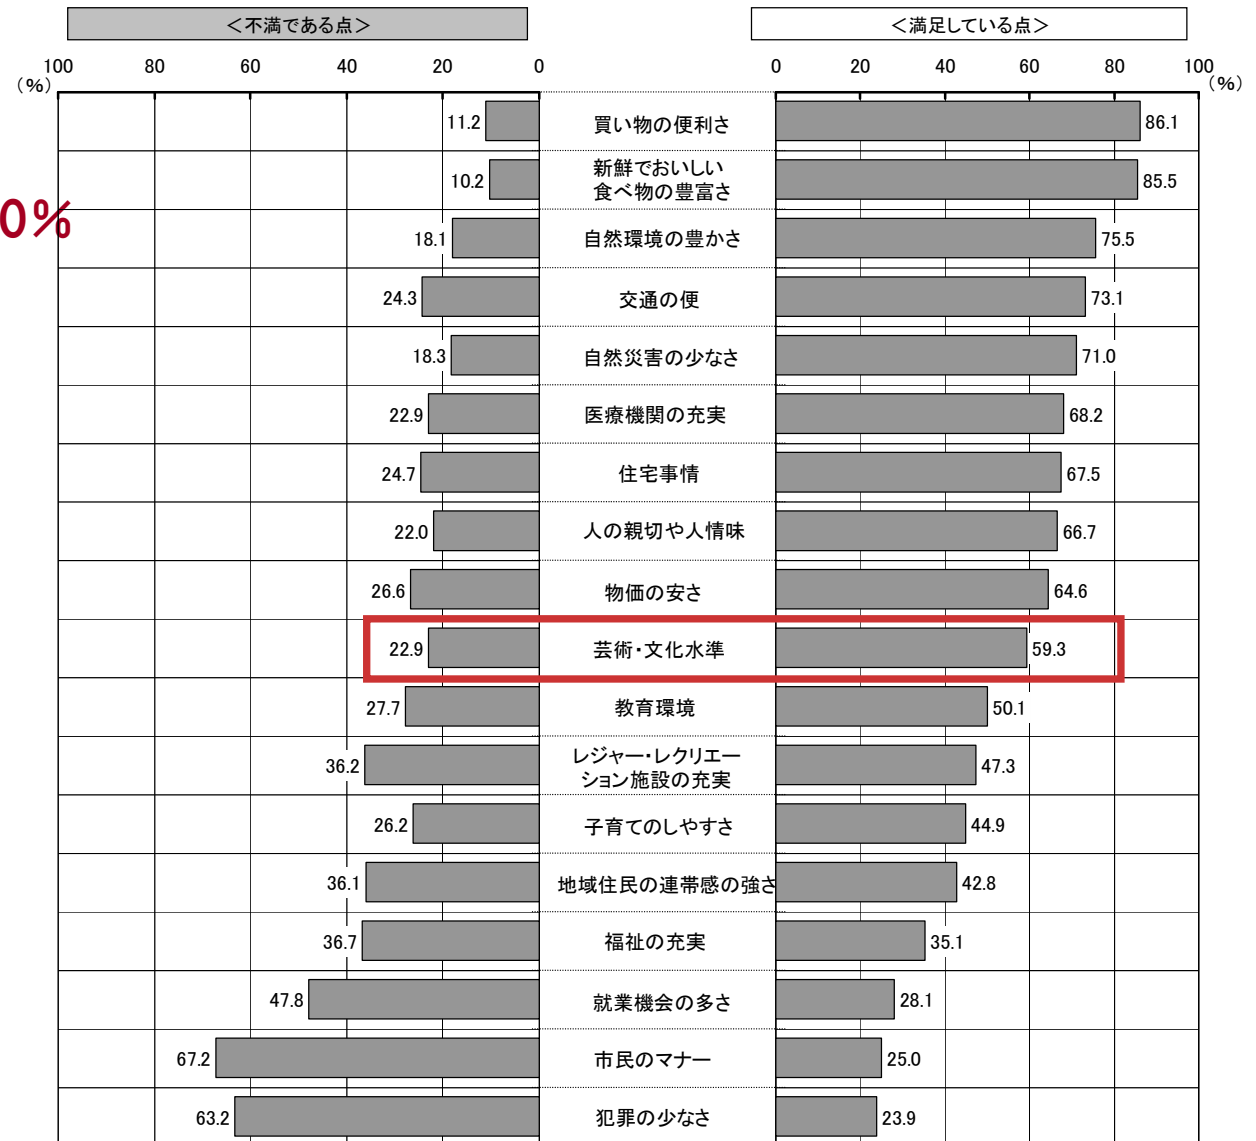 ＜不満である点＞ ＜満足している点＞
100 80 60 40 20 0 0 20 40 60 80 100
（%） （%）
11.2 買い物の便利さ 86.1
10.2 新鮮でおいしい 85.5
食べ物の豊富さ
0%
18.1 自然環境の豊かさ 75.5
24.3 交通の便 73.1
18.3 自然災害の少なさ 71.0
22.9 医療機関の充実 68.2
24.7 住宅事情 67.5
22.0 人の親切や人情味 66.7
26.6 物価の安さ 64.6
22.9 芸術・文化水準 59.3
27.7 教育環境 50.1
36.2 レジャー・レクリエー 47.3
ション施設の充実
26.2 子育てのしやすさ 44.9
36.1 地域住民の連帯感の強さ 42.8
36.7 福祉の充実 35.1
47.8 就業機会の多さ 28.1
67.2 市民のマナー 25.0
63.2 犯罪の少なさ 23.9